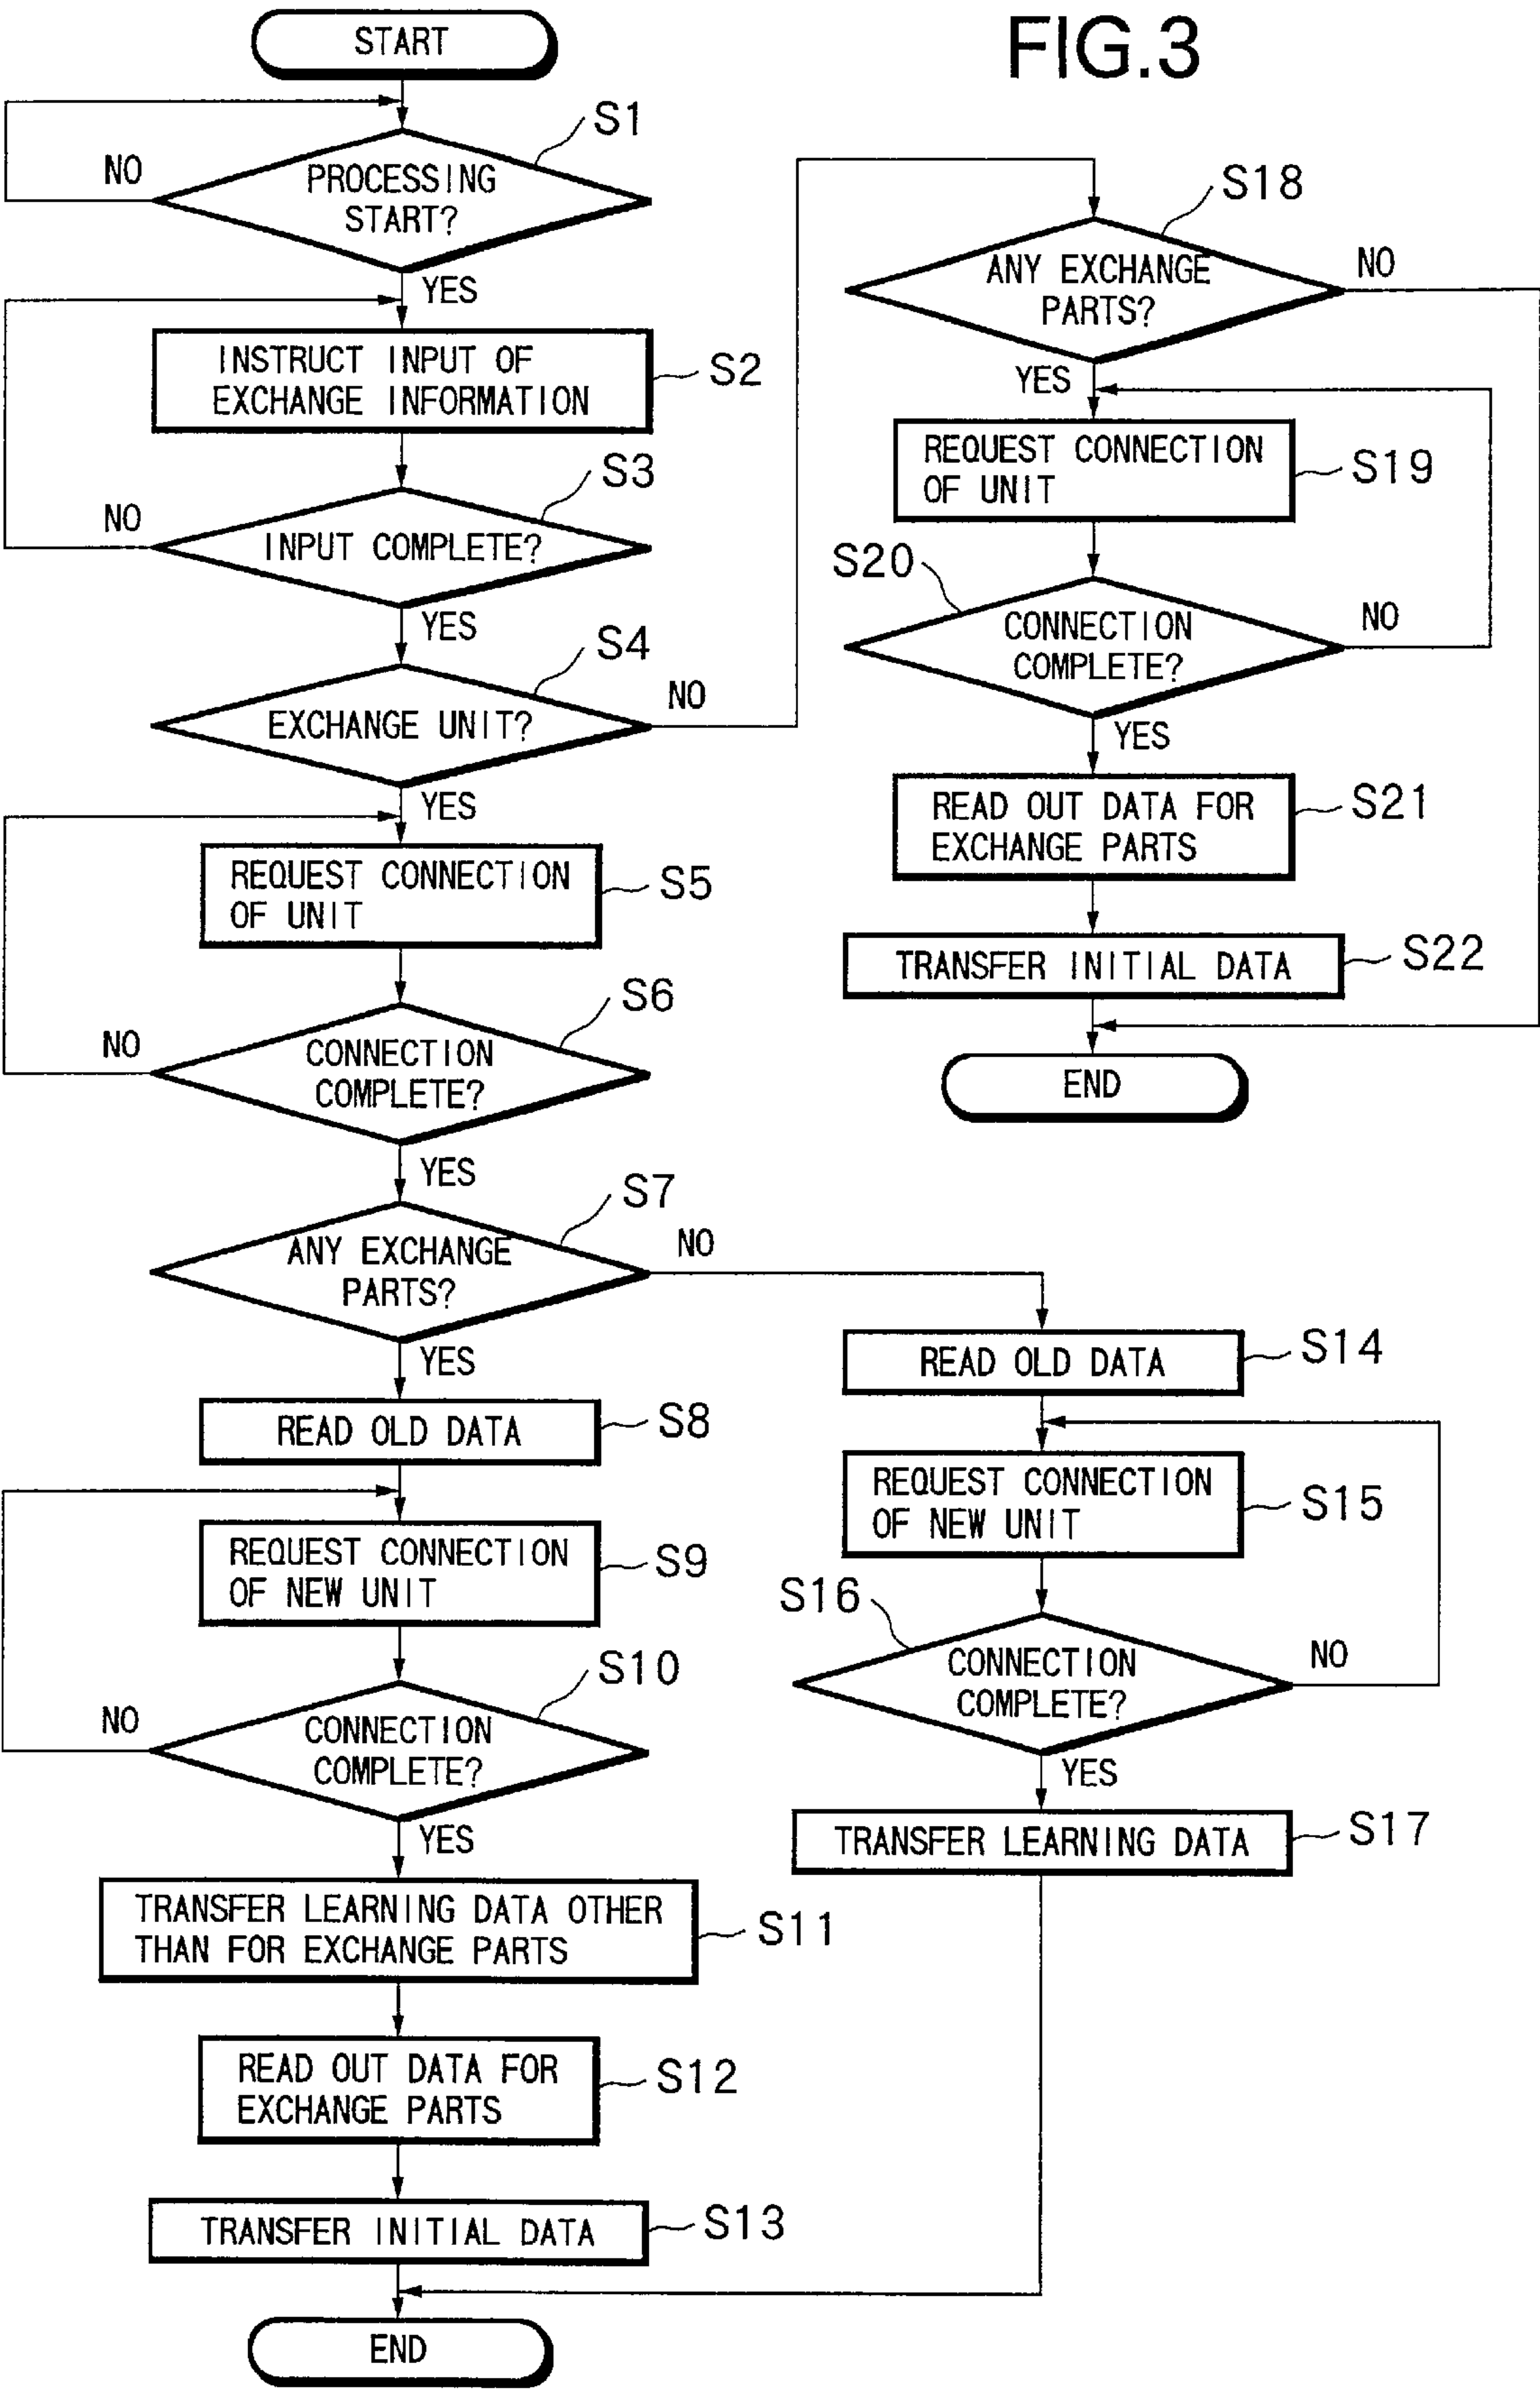 FIG.3
START
S1
NO
PROCESSING
START?
YES
INSTRUCT INPUT OF
EXCHANGE INFORMATION
S2
S3
NO
INPUT COMPLETE?
YES
S4
EXCHANGE UNIT?
NO
YES
REQUEST CONNECTION
OF UNIT
S5
S6
NO
CONNECTION
COMPLETE?
YES
S7
ANY EXCHANGE
PARTS?
NO
YES
READ OLD DATA
S8
REQUEST CONNECTION
OF NEW UNIT
S9
S10
NO
CONNECTION
COMPLETE?
YES
TRANSFER LEARNING DATA OTHER
THAN FOR EXCHANGE PARTS
S11
READ OUT DATA FOR
EXCHANGE PARTS
S12
TRANSFER INITIAL DATA
S13
END
READ OLD DATA
S14
REQUEST CONNECTION
OF NEW UNIT
S15
S16
CONNECTION
COMPLETE?
NO
YES
TRANSFER LEARNING DATA
S17
S18
ANY EXCHANGE
PARTS?
NO
YES
REQUEST CONNECTION
OF UNIT
S19
S20
CONNECTION
COMPLETE?
NO
YES
READ OUT DATA FOR
EXCHANGE PARTS
S21
TRANSFER INITIAL DATA
S22
END